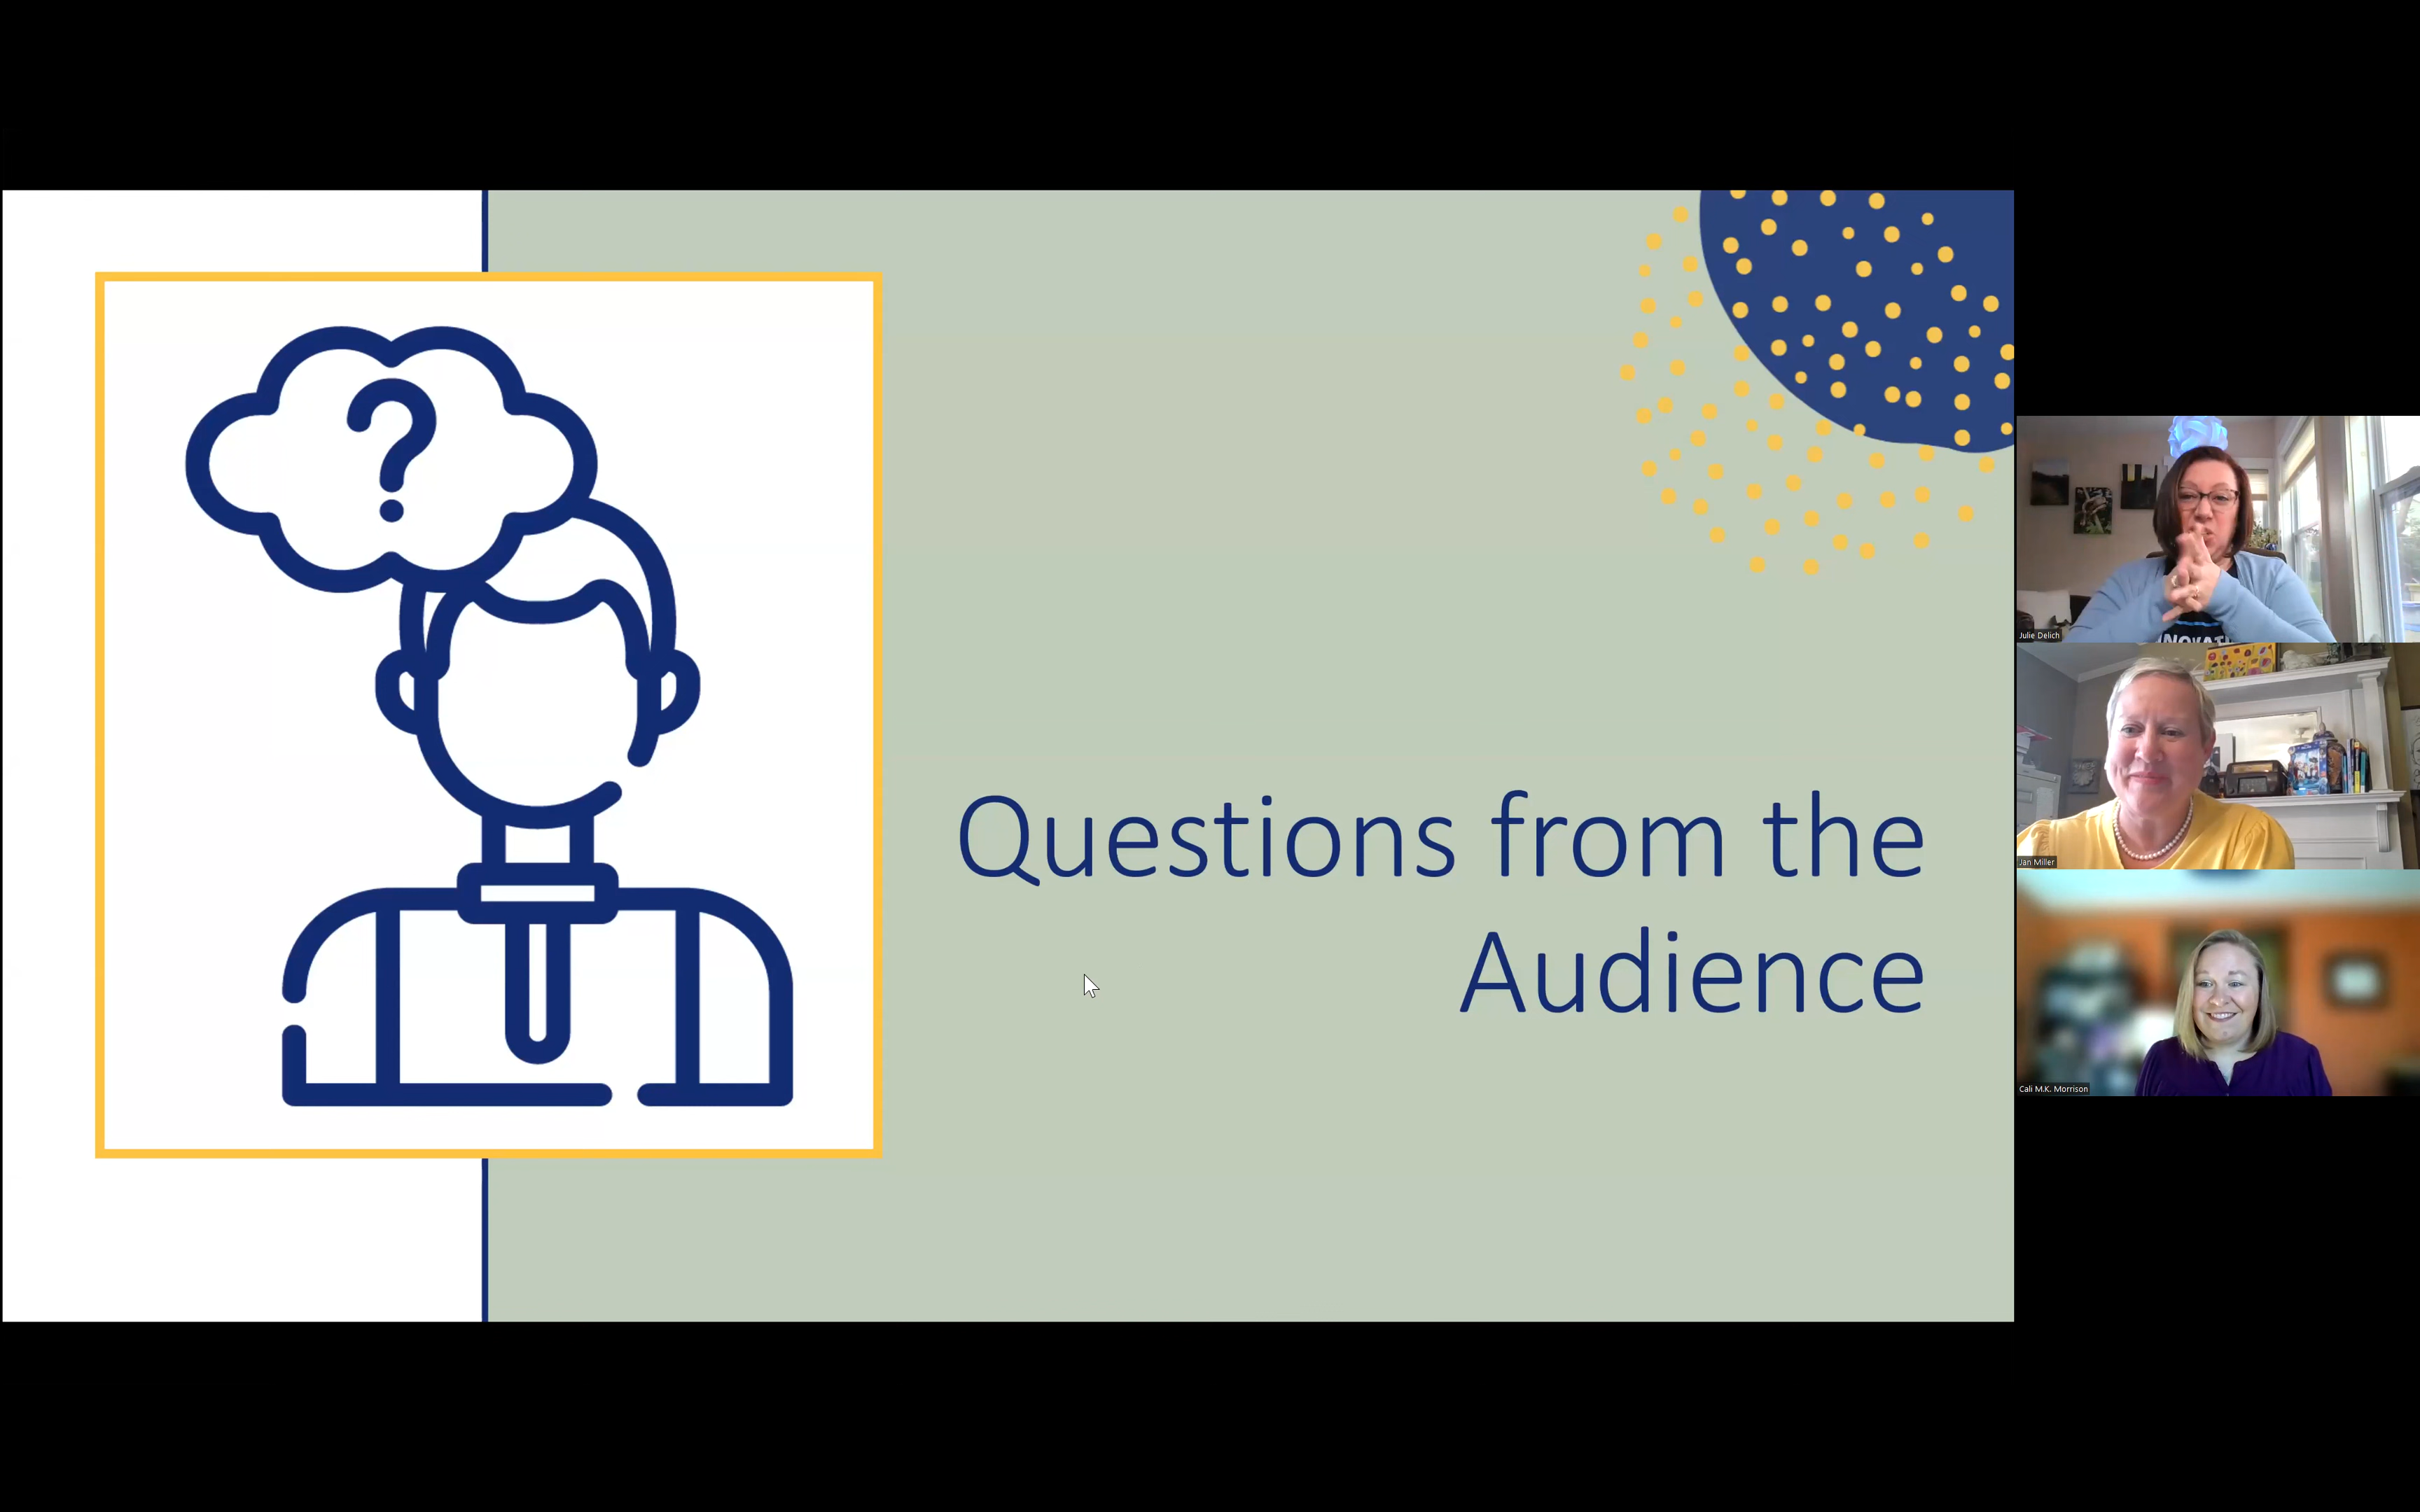 ?
Questions from the
Audience
Julie Delich
Jan Miller
Cali M.K. Morrison